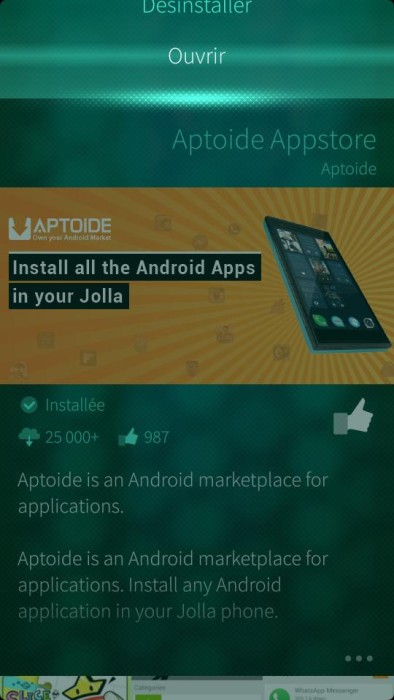 Désinstaller
Ouvrir
Aptoide Appstore
Aptoide
APTOIDE
Own your Android Market
Install all the Android Apps
in your Jolla
Installée
25 000+
987
Aptoide is an Android marketplace for
applications.
Aptoide is an Android marketplace for
applications. Install any Android
application in your Jolla phone.
Categories
WhatsApp Messenger